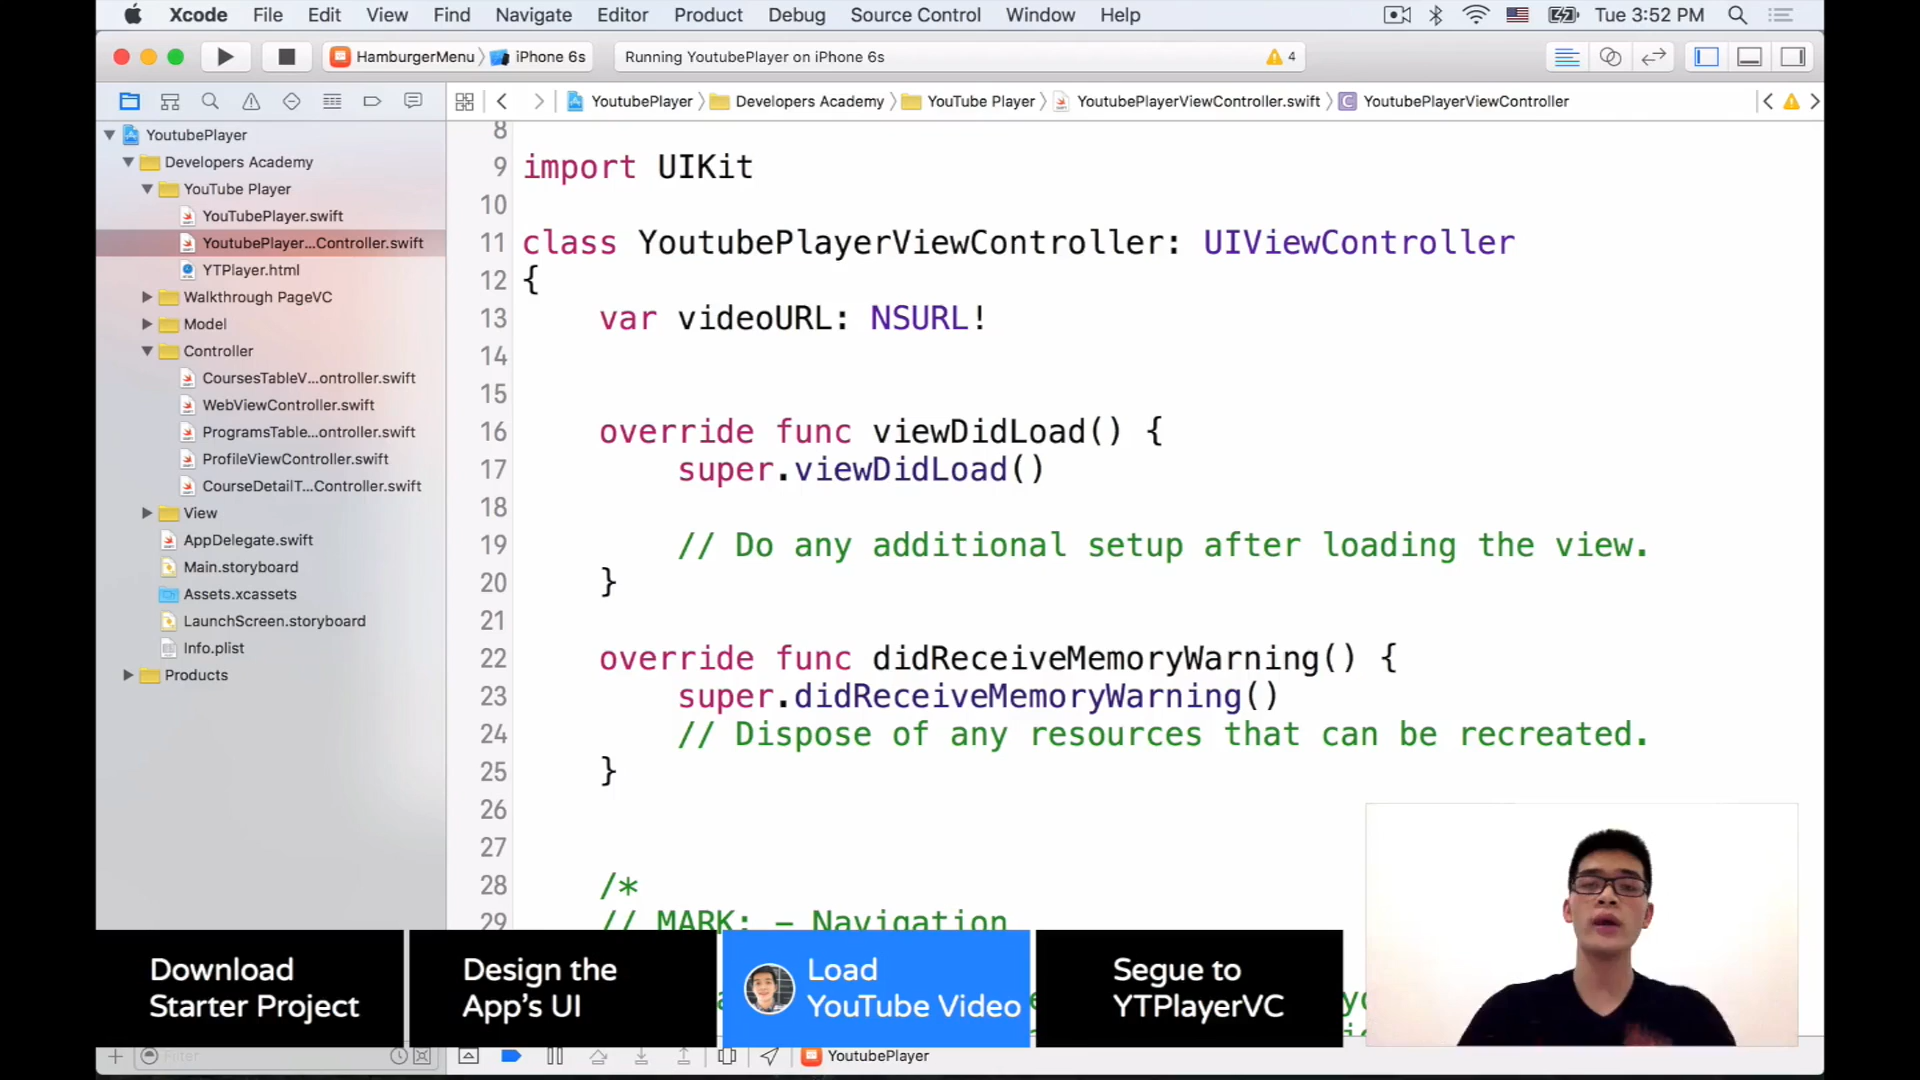 Xcode File Edit View Find Navigate Editor Product Debug Source Control Window Help Tue 3:52 PM
HamburgerMenu iPhone 6s Running YoutubePlayer on iPhone 6s 4
YoutubePlayer Developers Academy YouTube Player YoutubePlayerViewController.swift C YoutubePlayerViewController
YoutubePlayer
Developers Academy
YouTube Player
YouTubePlayer.swift
YoutubePlayer...Controller.swift
YTPlayer.html
Walkthrough PageVC
Model
Controller
CoursesTableV...ontroller.swift
WebViewController.swift
ProgramsTable...ontroller.swift
ProfileViewController.swift
CourseDetailT...Controller.swift
View
AppDelegate.swift
Main.storyboard
Assets.xcassets
LaunchScreen.storyboard
Info.plist
Products
8
9 import UIKit
10
11 class YoutubePlayerViewController: UIViewController
12 {
13 var videoURL: NSURL!
14
15
16 override func viewDidLoad() {
17 super.viewDidLoad()
18
19 // Do any additional setup after loading the view.
20 }
21
22 override func didReceiveMemoryWarning() {
23 super.didReceiveMemoryWarning()
24 // Dispose of any resources that can be recreated.
25 }
26
27
28 /*
29 // MARK: - Navigation
Download
Starter Project
Design the
App's UI
Load
YouTube Video
Segue to
YTPlayerVC
Filter
YoutubePlayer